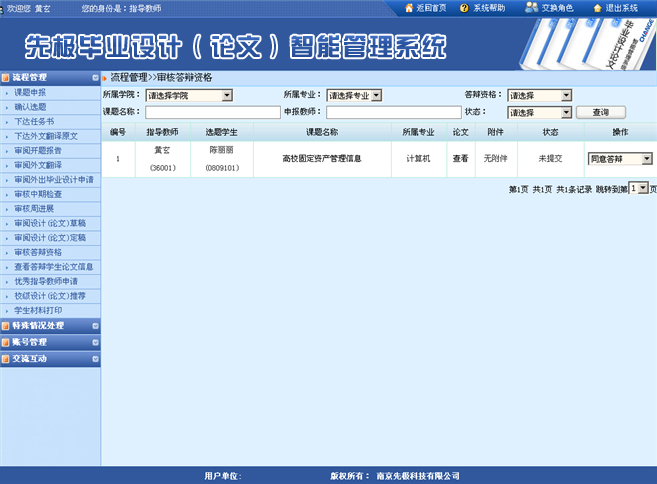 欢迎您 黄玄 您的身份是：指导教师 返回首页 系统帮助 交换角色 退出系统
先极毕业设计（论文）智能管理系统
流程管理 流程管理>>审核答辩资格
课题申报
确认选题
下达任务书
下达外文翻译原文
审阅开题报告
审阅外文翻译
审阅外出毕业设计申请
审核中期检查
审核周进展
审阅设计(论文)草稿
审阅设计(论文)定稿
审核答辩资格
查看答辩学生论文信息
优秀指导教师申请
校级设计(论文)推荐
学生材料打印
特殊情况处理
账号管理
交流互动
所属学院： 请选择学院 所属专业： 请选择专业 答辩资格： 请选择
课题名称： 申报教师： 状态： 请选择 查询
编号 指导教师 选题学生 课题名称 所属专业 论文 附件 状态 操作
1 黄玄 (36001) 陈丽丽 (0809101) 高校固定资产管理信息 计算机 查看 无附件 未提交 同意答辩
第1页 共1页 共1条记录 跳转到第 1 页
用户单位： 版权所有： 南京先极科技有限公司